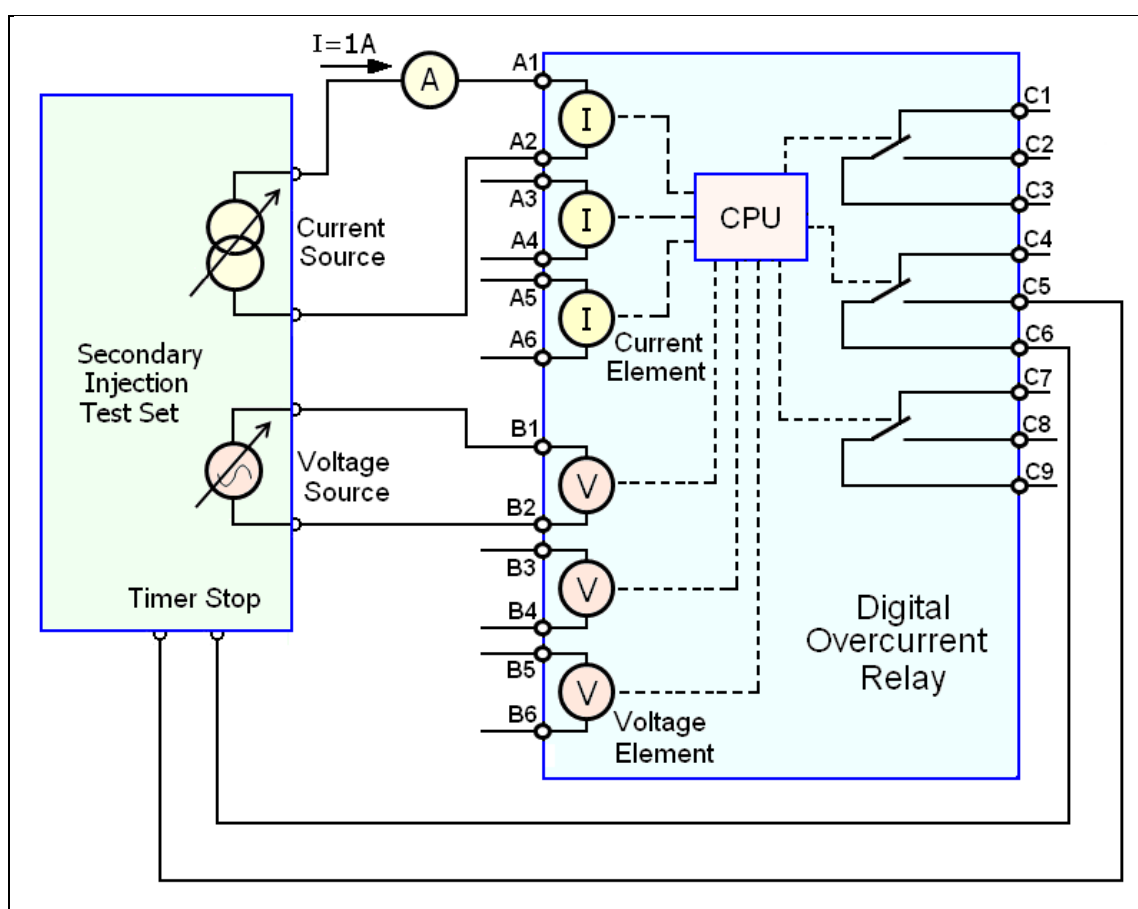 I=1A
A
A1
I
A2
A3
I
A4
A5
I
A6
Current
Source
Current
Element
CPU
C1
C2
C3
C4
C5
C6
C7
C8
C9
Secondary
Injection
Test Set
Voltage
Source
B1
V
B2
B3
V
B4
B5
V
B6
Voltage
Element
Timer Stop
Digital
Overcurrent
Relay